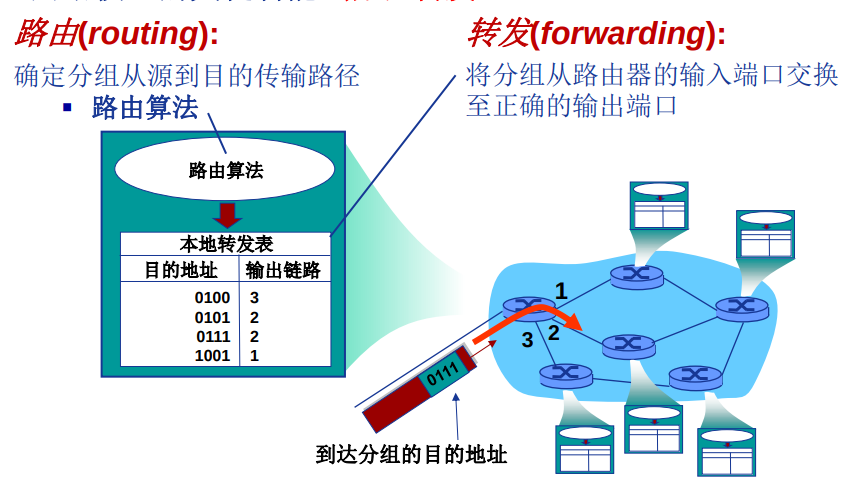 路由(routing):
确定分组从源到目的传输路径
▪ 路由算法
转发(forwarding):
将分组从路由器的输入端口交换
至正确的输出端口
路由算法
本地转发表
目的地址 输出链路
0100 3
0101 2
0111 2
1001 1
1
2
3
0111
到达分组的目的地址